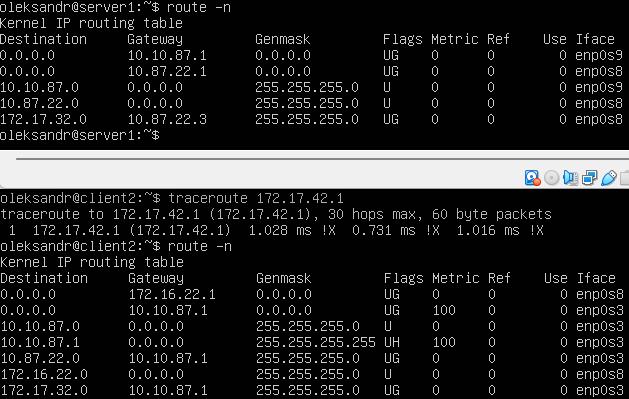 oleksandr@server1:~$ route -n
Kernel IP routing table
Destination Gateway Genmask Flags Metric Ref Use Iface
0.0.0.0 10.10.87.1 0.0.0.0 UG 0 0 0 enp0s9
0.0.0.0 10.87.22.1 0.0.0.0 UG 0 0 0 enp0s8
10.10.87.0 0.0.0.0 255.255.255.0 U 0 0 0 enp0s9
10.87.22.0 0.0.0.0 255.255.255.0 U 0 0 0 enp0s8
172.17.32.0 10.87.22.3 255.255.255.0 UG 0 0 0 enp0s8
oleksandr@server1:~$
oleksandr@client2:~$ traceroute 172.17.42.1
traceroute to 172.17.42.1 (172.17.42.1), 30 hops max, 60 byte packets
1 172.17.42.1 (172.17.42.1) 1.028 ms !X 0.731 ms !X 1.016 ms !X
oleksandr@client2:~$ route -n
Kernel IP routing table
Destination Gateway Genmask Flags Metric Ref Use Iface
0.0.0.0 172.16.22.1 0.0.0.0 UG 0 0 0 enp0s8
0.0.0.0 10.10.87.1 0.0.0.0 UG 100 0 0 enp0s3
10.10.87.0 0.0.0.0 255.255.255.0 U 0 0 0 enp0s3
10.10.87.1 0.0.0.0 255.255.255.255 UH 100 0 0 enp0s3
10.87.22.0 10.10.87.1 255.255.255.0 UG 0 0 0 enp0s3
172.16.22.0 0.0.0.0 255.255.255.0 U 0 0 0 enp0s8
172.17.32.0 10.10.87.1 255.255.255.0 UG 0 0 0 enp0s3